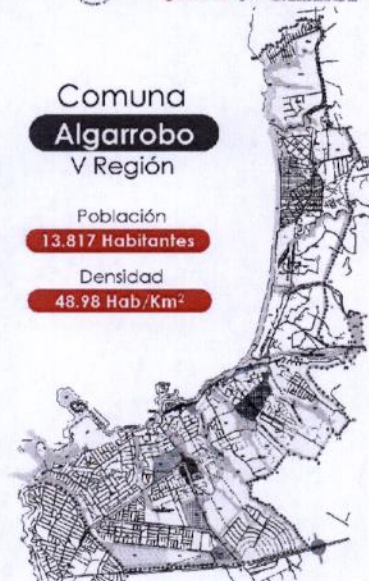 Comuna
Algarrobo
V Región
Población
13.817 Habitantes
Densidad
48.98 Hab/Km²